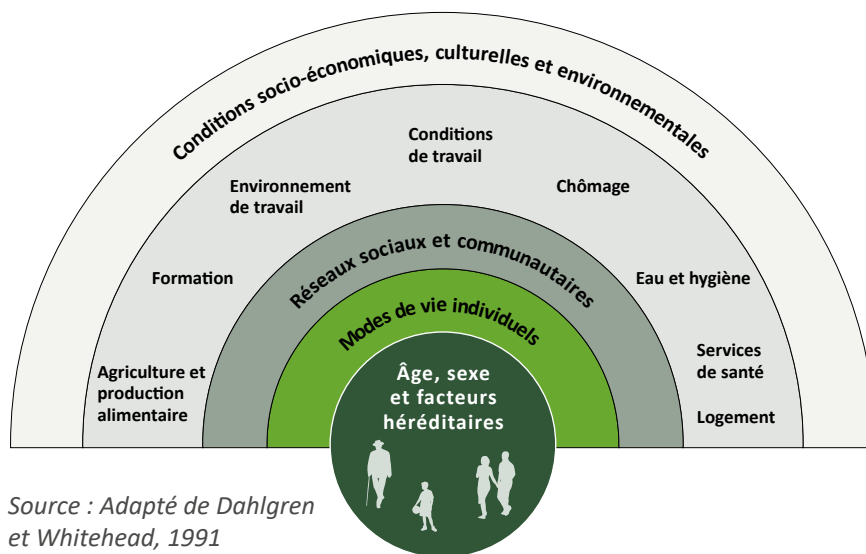 Conditions socio-économiques, culturelles et environnementales
Conditions
de travail
Environnement
de travail
Chômage
Formation
Eau et hygiène
Agriculture et
production
alimentaire
Services
de santé
Logement
Réseaux sociaux et communautaires
Modes de vie individuels
Âge, sexe
et facteurs
héréditaires
Source : Adapté de Dahlgren
et Whitehead, 1991